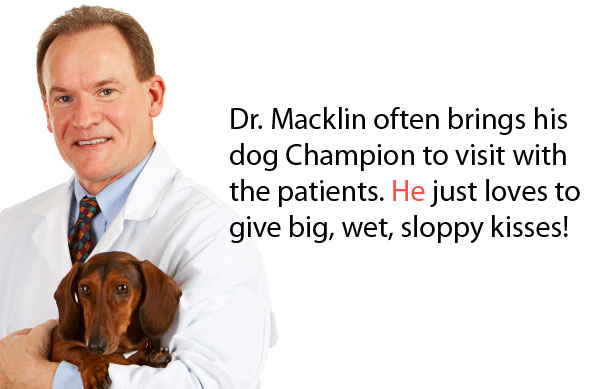 Dr. Macklin often brings his
dog Champion to visit with
the patients. He just loves to
give big, wet, sloppy kisses!